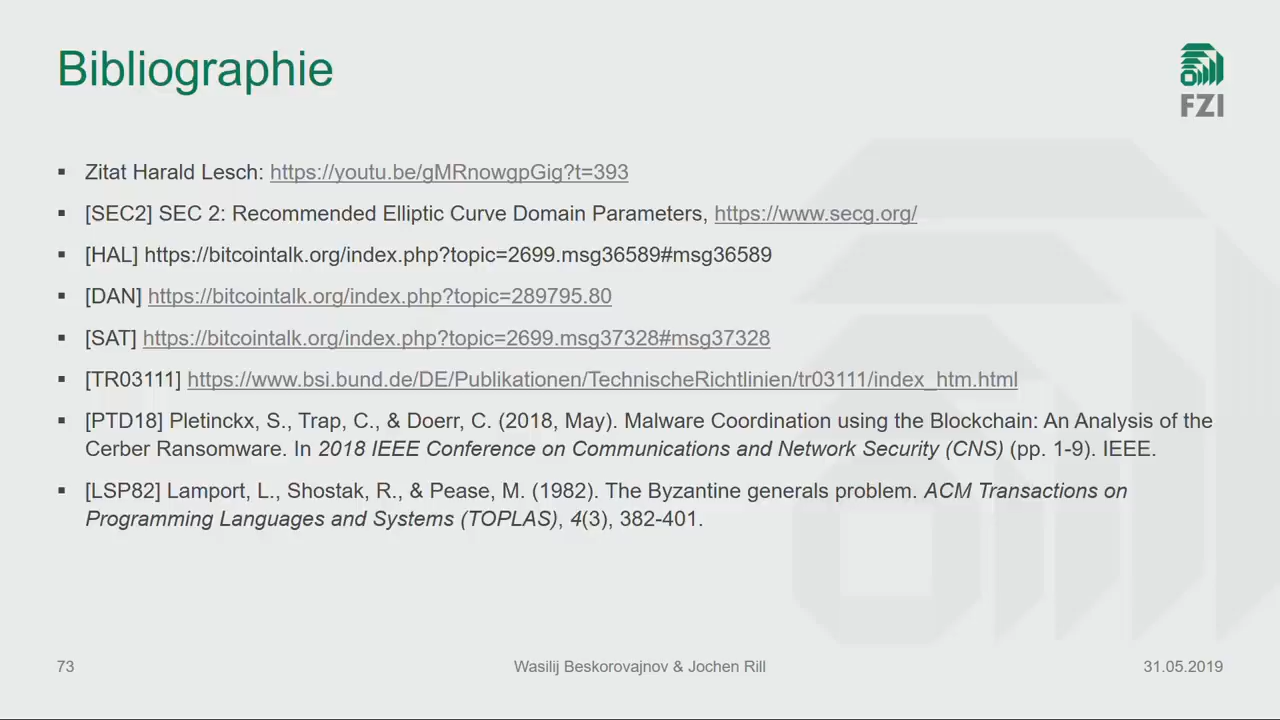 Bibliographie
FZI
▪ Zitat Harald Lesch: https://youtu.be/gMRnowgpGig?t=393
▪ [SEC2] SEC 2: Recommended Elliptic Curve Domain Parameters, https://www.secg.org/
▪ [HAL] https://bitcointalk.org/index.php?topic=2699.msg36589#msg36589
▪ [DAN] https://bitcointalk.org/index.php?topic=289795.80
▪ [SAT] https://bitcointalk.org/index.php?topic=2699.msg37328#msg37328
▪ [TR03111] https://www.bsi.bund.de/DE/Publikationen/TechnischeRichtlinien/tr03111/index_htm.html
▪ [PTD18] Pletinckx, S., Trap, C., & Doerr, C. (2018, May). Malware Coordination using the Blockchain: An Analysis of the
Cerber Ransomware. In 2018 IEEE Conference on Communications and Network Security (CNS) (pp. 1-9). IEEE.
▪ [LSP82] Lamport, L., Shostak, R., & Pease, M. (1982). The Byzantine generals problem. ACM Transactions on
Programming Languages and Systems (TOPLAS), 4(3), 382-401.
73
Wasilij Beskorovajnov & Jochen Rill
31.05.2019